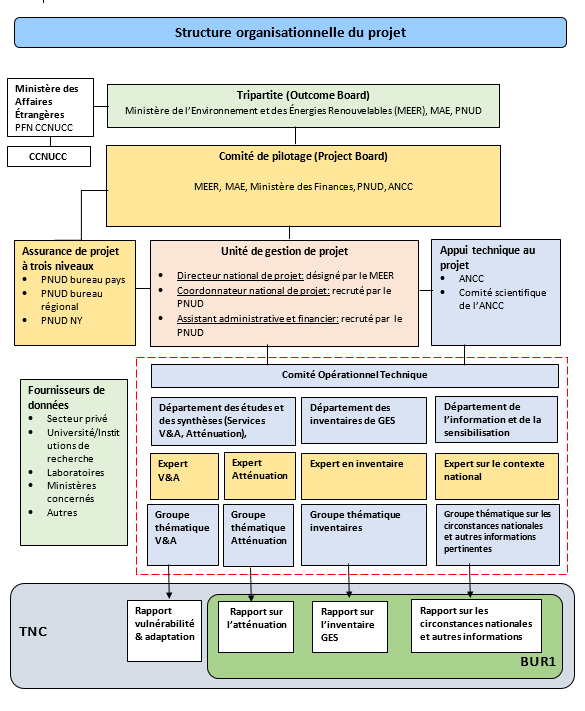 Structure organisationnelle du projet
Ministère des
Affaires
Étrangères
PFN CCNUCC
CCNUCC
Tripartite (Outcome Board)
Ministère de l'Environnement et des Énergies Renouvelables (MEER), MAE, PNUD
Comité de pilotage (Project Board)
MEER, MAE, Ministère des Finances, PNUD, ANCC
Assurance de projet
à trois niveaux
• PNUD bureau pays
• PNUD bureau
régional
• PNUD NY
Unité de gestion de projet
• Directeur national de projet: désigné par le MEER
• Coordonnateur national de projet: recruté par le
PNUD
• Assistant administrative et financier: recruté par le
PNUD
Appui technique au
projet
• ANCC
• Comité scientifique
de l'ANCC
Comité Opérationnel Technique
Fournisseurs de
données
• Secteur privé
• Université/Instit
utions de
recherche
• Laboratoires
• Ministères
concernés
• Autres
Département des études et
des synthèses (Services
V&A, Atténuation),
Département des
inventaires de GES
Département de
l'information et de la
sensibilisation
Expert
V&A
Expert
Atténuation
Expert en inventaire
Expert sur le contexte
national
Groupe
thématique
V&A
Groupe
thématique
Atténuation
Groupe thématique
inventaires
Groupe thématique sur les
circonstances nationales
et autres informations
pertinentes
TNC
Rapport
vulnérabilité
& adaptation
Rapport sur
l'atténuation
Rapport sur
l'inventaire
GES
Rapport sur les
circonstances nationales
et autres informations
BUR1